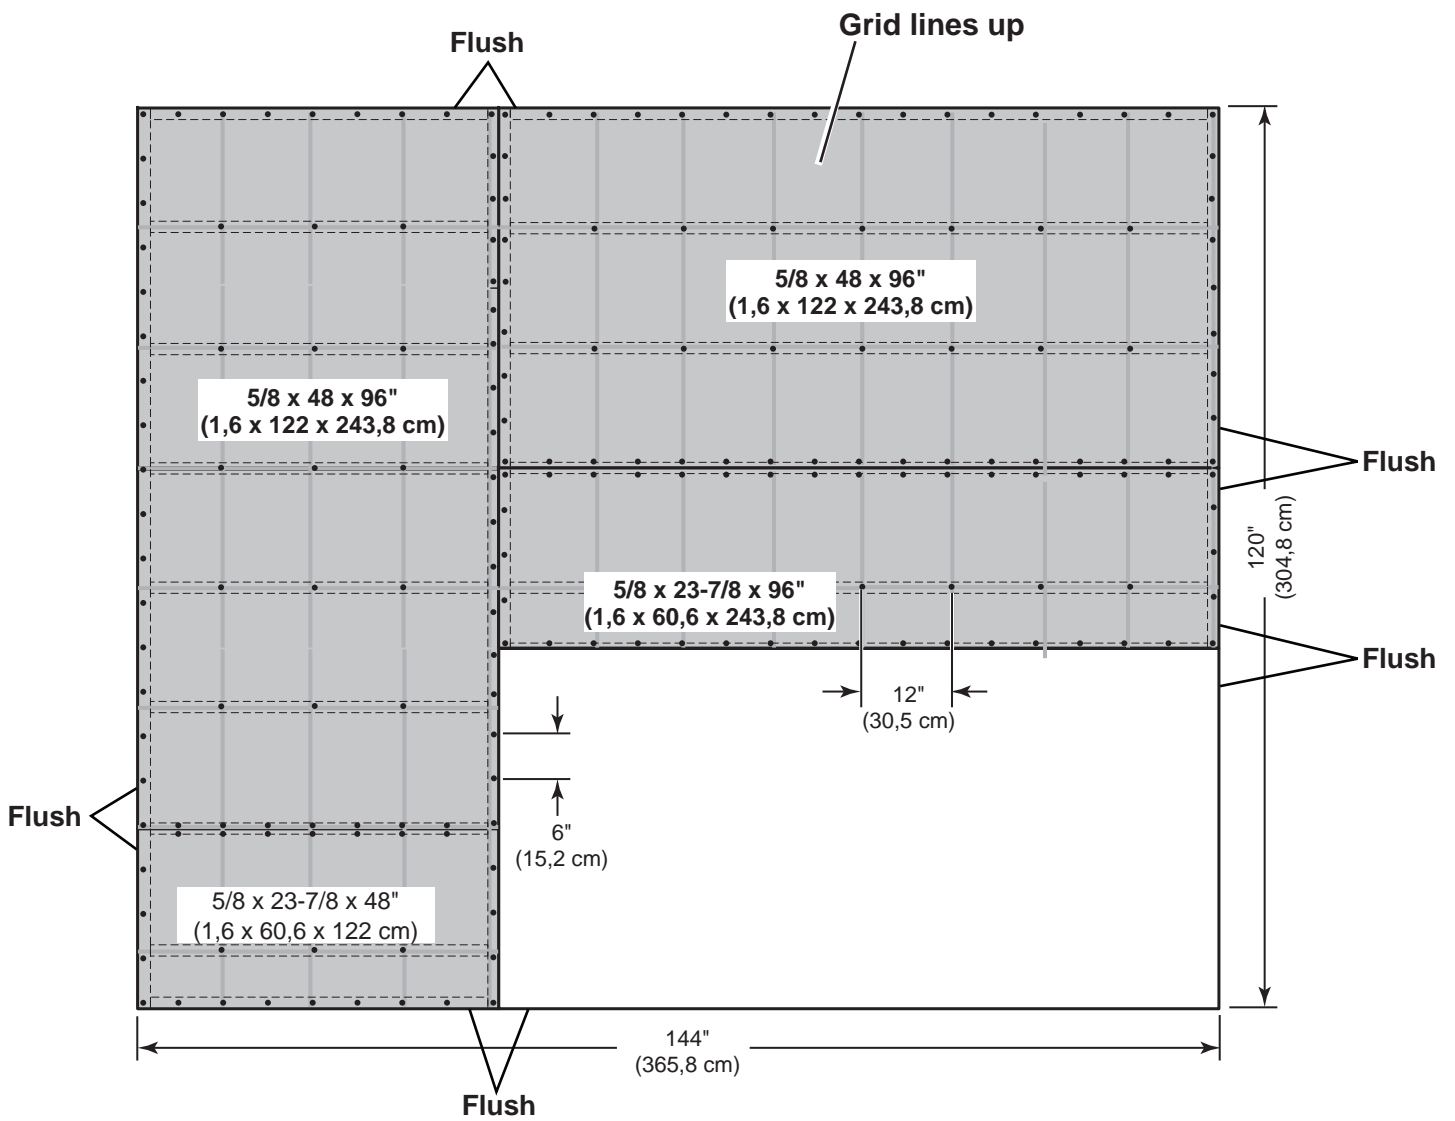 Grid lines up
Flush
5/8 x 48 x 96"
(1,6 x 122 x 243,8 cm)
5/8 x 48 x 96"
(1,6 x 122 x 243,8 cm)
Flush
120"
(304,8 cm)
5/8 x 23-7/8 x 96"
(1,6 x 60,6 x 243,8 cm)
Flush
12"
(30,5 cm)
Flush
6"
(15,2 cm)
5/8 x 23-7/8 x 48"
(1,6 x 60,6 x 122 cm)
144"
(365,8 cm)
Flush